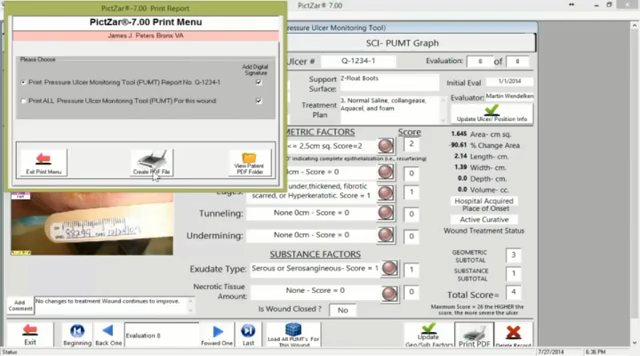 PictZar®-7.00 Print Report
PictZar®-7.00 Print Menu
James J. Peters Bronx VA
Please Choose
Add Digital
Signature
Print Pressure Ulcer Monitoring Tool (PUMT) Report No. Q-1234-1
Print ALL Pressure Ulcer Monitoring Tool (PUMT) For this wound.
Exit Print Menu
Create PDF File
View Patient
PDF Folder
ressure Ulcer Monitoring Tool)
SCI- PUMT Graph
Ulcer #
Q-1234-1
Evaluation:
of
Support
Surface:
Z-Float Boots
Initial Eval
1/1/2014
Treatment
Plan
3. Normal Saline, collangease,
Aquacel, and foam
Evaluator:
Martin Wendelken
Update Ulcer/ Position Info
METRIC FACTORS
Score
<= 2.5cm Score=2
2
0" indicating complete epithelialization (i.e., resurfacing)
0cm - Score = 0
0
Edges:
under,thickened, fibrotic
scarred, or Hyperkeratotic. Score = 1
1
Tunneling:
None 0cm - Score = 0
0
Undermining:
None 0cm - Score = 0
0
SUBSTANCE FACTORS
Exudate Type:
Serous or Serosangineous- Score = 1
1
Necrotic Tissue
Amount:
None - Score = 0
0
Is Wound Closed ?
No
1.645 Area- cm sq.
-90.61 % Change Area
2.14 Length- cm.
1.39 Width- cm.
0.0 Depth- cm.
0.0 Volume- cc.
Hospital Acquired
Place of Onset
Active Curative
Wound Treatment Status
GEOMETRIC
SUBTOTAL
3
SUBSTANCE
SUBTOTAL
1
Total Score=
4
Maximum Score = 26 the HIGHER the
score, the more severe the ulcer
Add
Comment
No changes to treatment Wound continues to improve.
Exit
Beginning
Back One
Evaluation 8
Foward One
Last
Load All PUMT's For
This Wound
Update
Geo/Sub Factors
Print PDF
Delete Record
Status
7/27/2014
6:36 PM